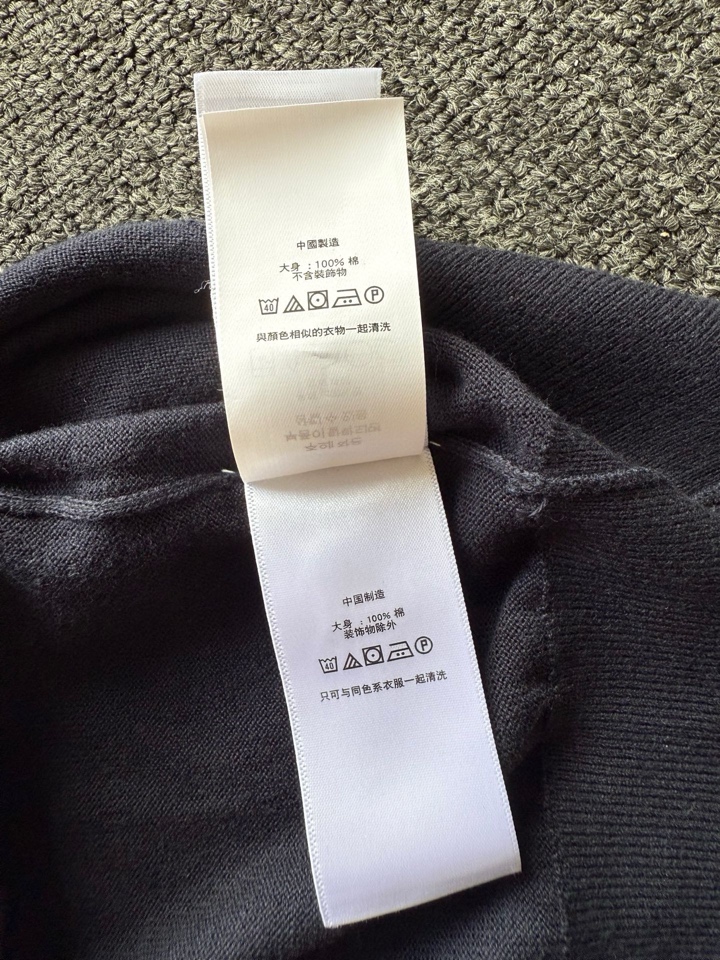 中國製造
大身 : 100% 棉
不含裝飾物
40 P
與顏色相似的衣物一起清洗
中国制造
大身 : 100% 棉
装饰物除外
40 P
只可与同色系衣服一起清洗